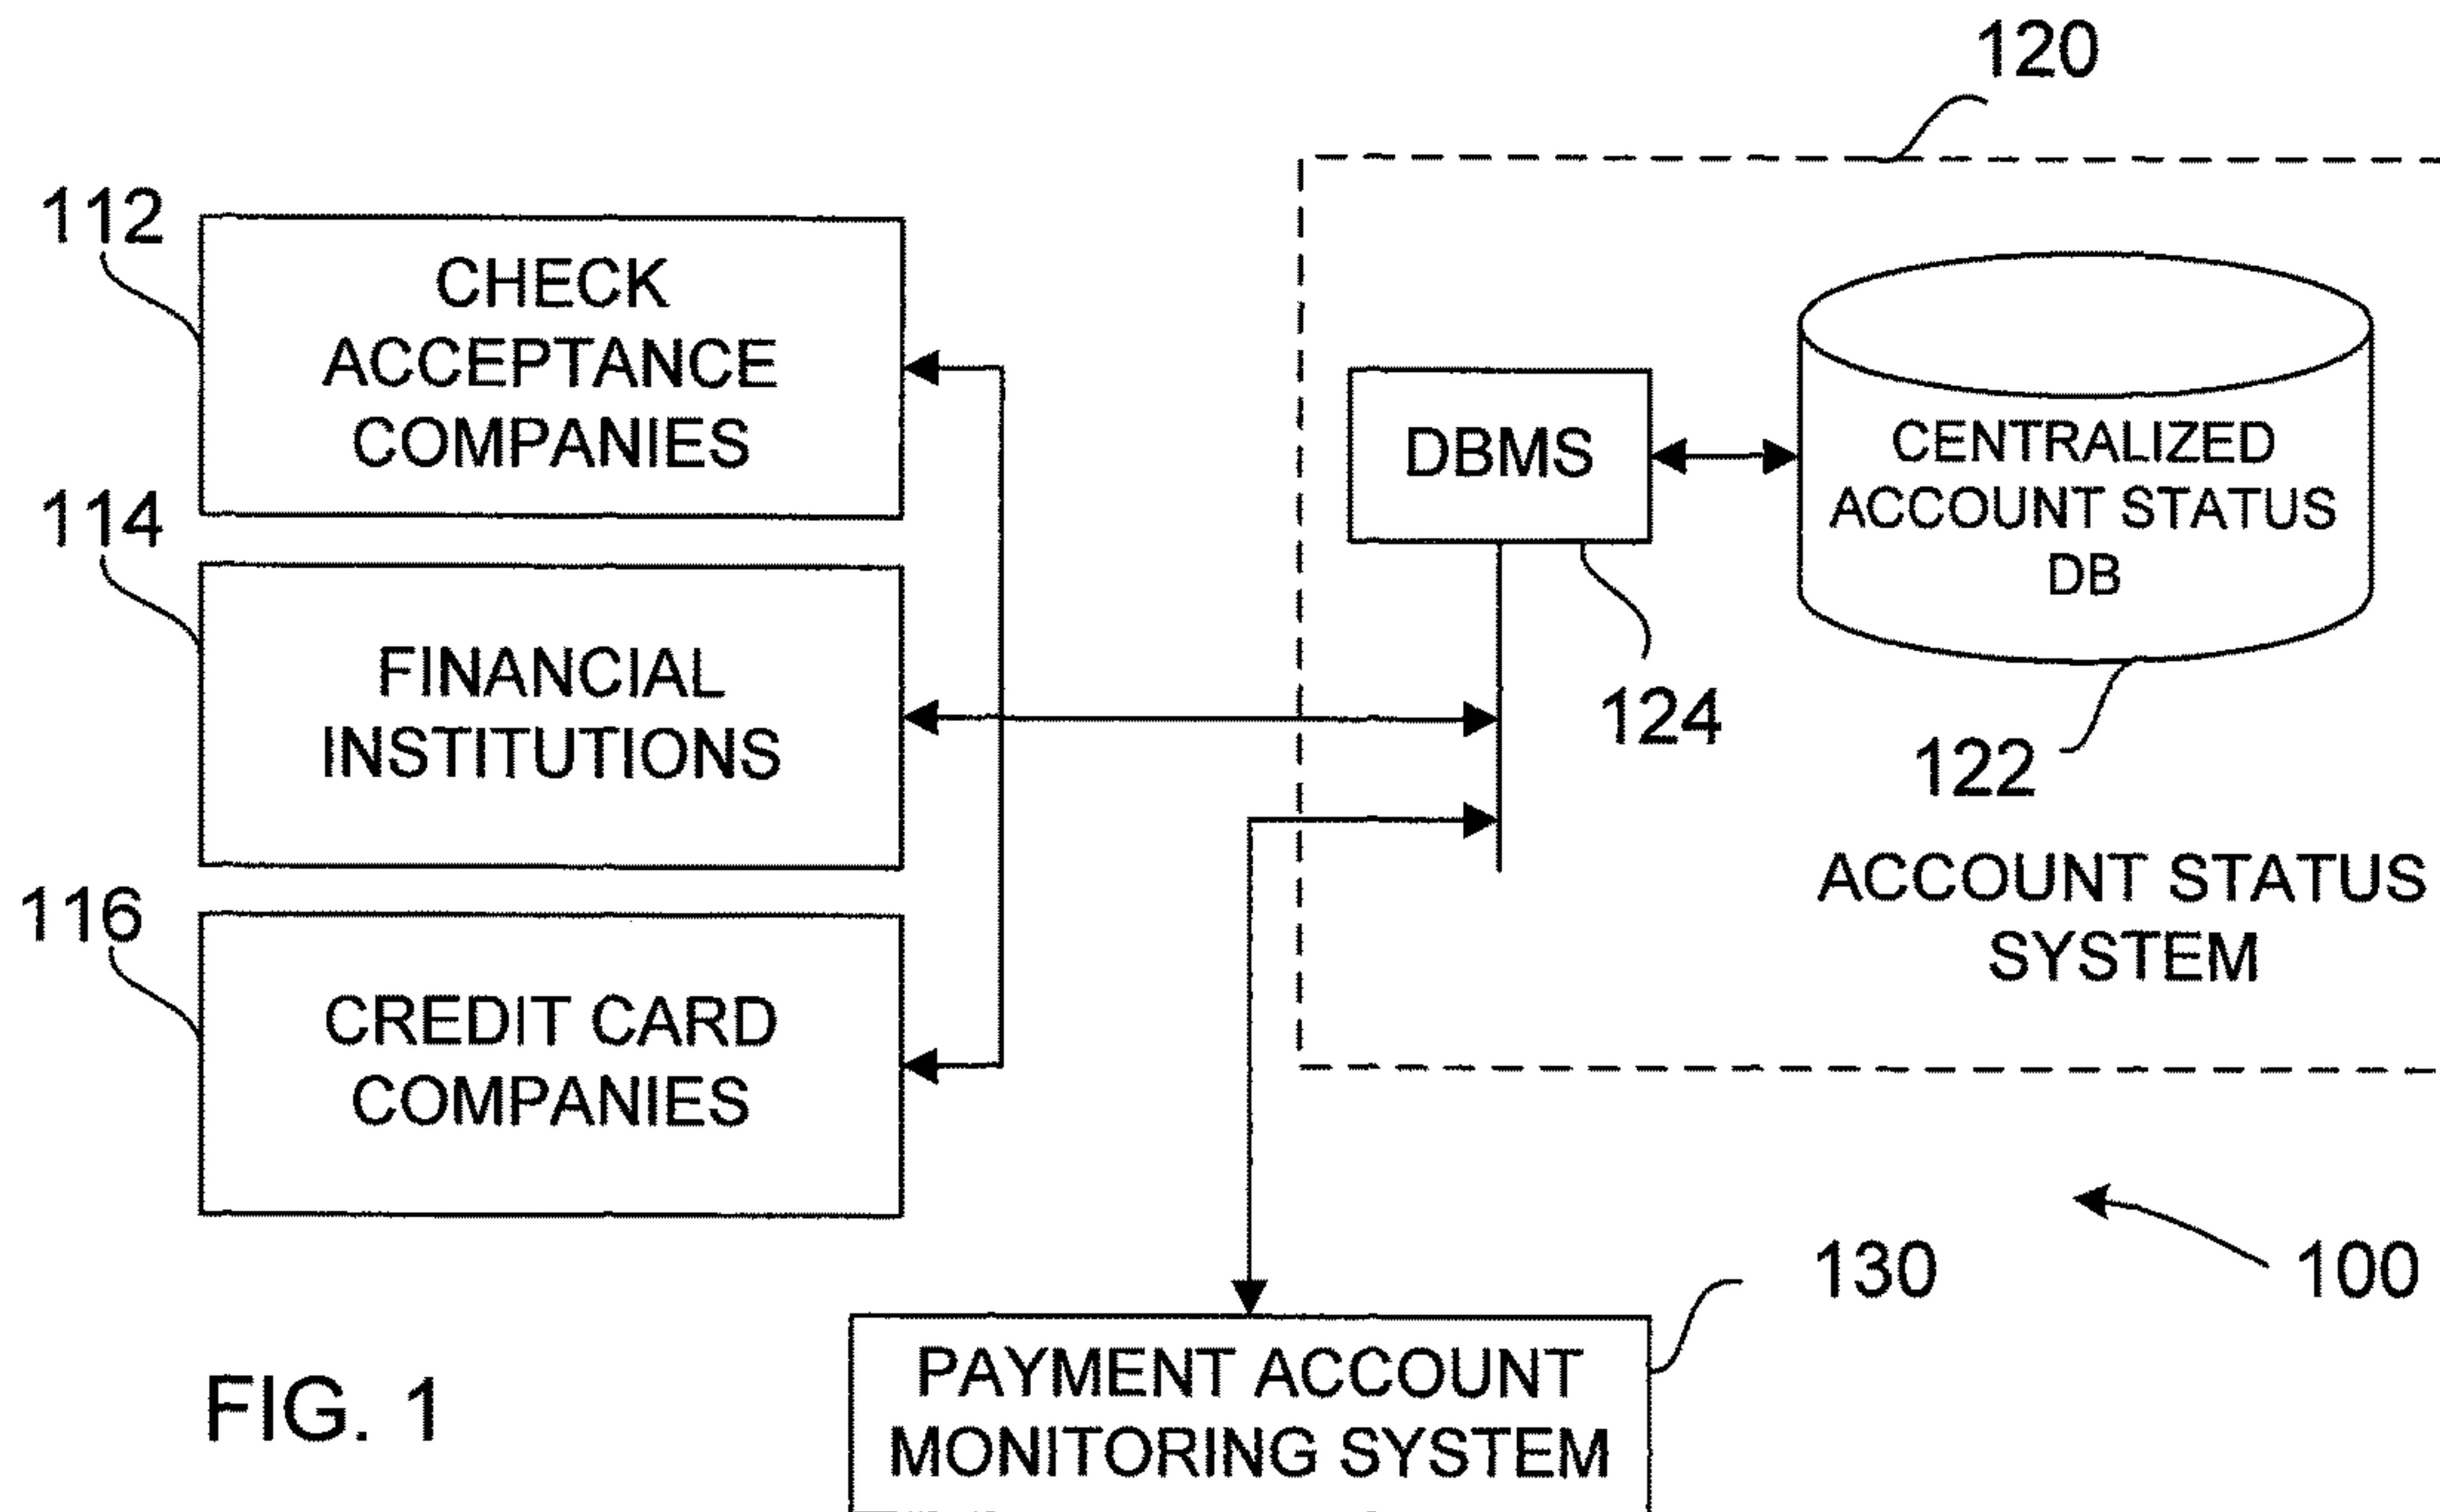 120
112
CHECK
ACCEPTANCE
COMPANIES
DBMS
CENTRALIZED
ACCOUNT STATUS
DB
114
FINANCIAL
INSTITUTIONS
124
122
ACCOUNT STATUS
SYSTEM
116
CREDIT CARD
COMPANIES
130
100
PAYMENT ACCOUNT
MONITORING SYSTEM
FIG. 1